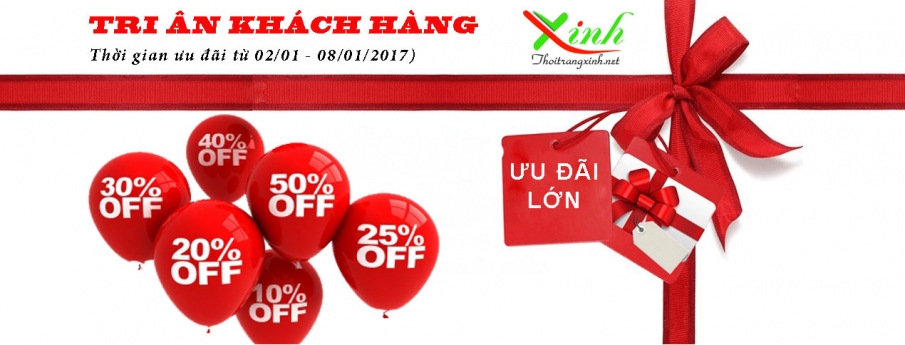 TRI ÂN KHÁCH HÀNG
Thời gian ưu đãi từ 02/01 - 08/01/2017)
Xinh
Thoitrangxinh.net
40%
OFF
30%
OFF
50%
OFF
20%
OFF
25%
OFF
10%
OFF
ƯU ĐÃI
LỚN